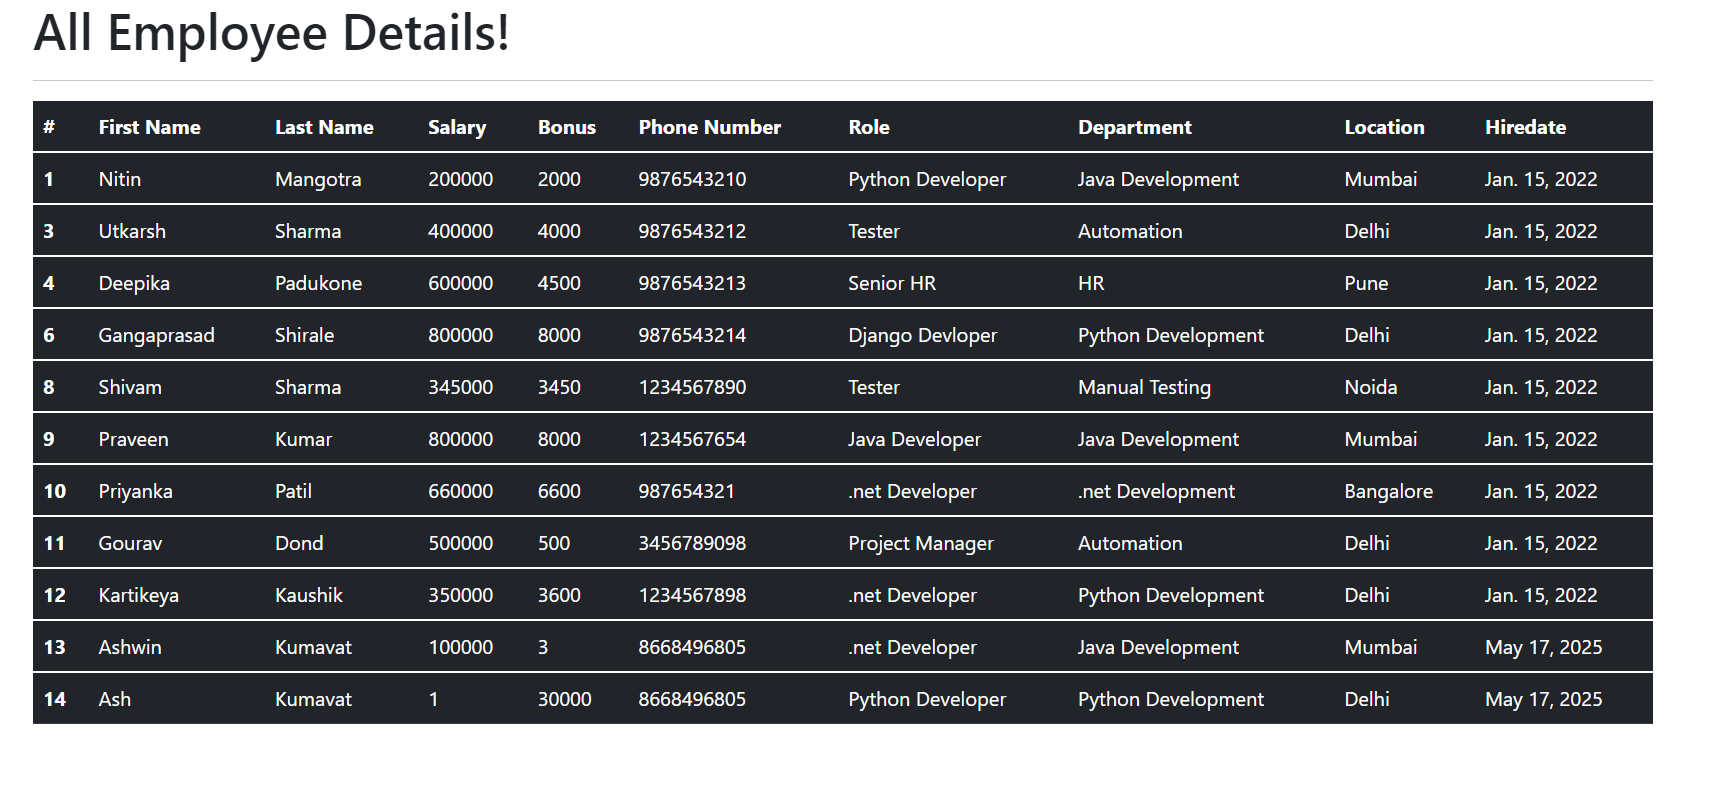 All Employee Details!
# First Name Last Name Salary Bonus Phone Number Role Department Location Hiredate
1 Nitin Mangotra 200000 2000 9876543210 Python Developer Java Development Mumbai Jan. 15, 2022
3 Utkarsh Sharma 400000 4000 9876543212 Tester Automation Delhi Jan. 15, 2022
4 Deepika Padukone 600000 4500 9876543213 Senior HR HR Pune Jan. 15, 2022
6 Gangaprasad Shirale 800000 8000 9876543214 Django Devloper Python Development Delhi Jan. 15, 2022
8 Shivam Sharma 345000 3450 1234567890 Tester Manual Testing Noida Jan. 15, 2022
9 Praveen Kumar 800000 8000 1234567654 Java Developer Java Development Mumbai Jan. 15, 2022
10 Priyanka Patil 660000 6600 987654321 .net Developer .net Development Bangalore Jan. 15, 2022
11 Gourav Dond 500000 500 3456789098 Project Manager Automation Delhi Jan. 15, 2022
12 Kartikeya Kaushik 350000 3600 1234567898 .net Developer Python Development Delhi Jan. 15, 2022
13 Ashwin Kumavat 100000 3 8668496805 .net Developer Java Development Mumbai May 17, 2025
14 Ash Kumavat 1 30000 8668496805 Python Developer Python Development Delhi May 17, 2025